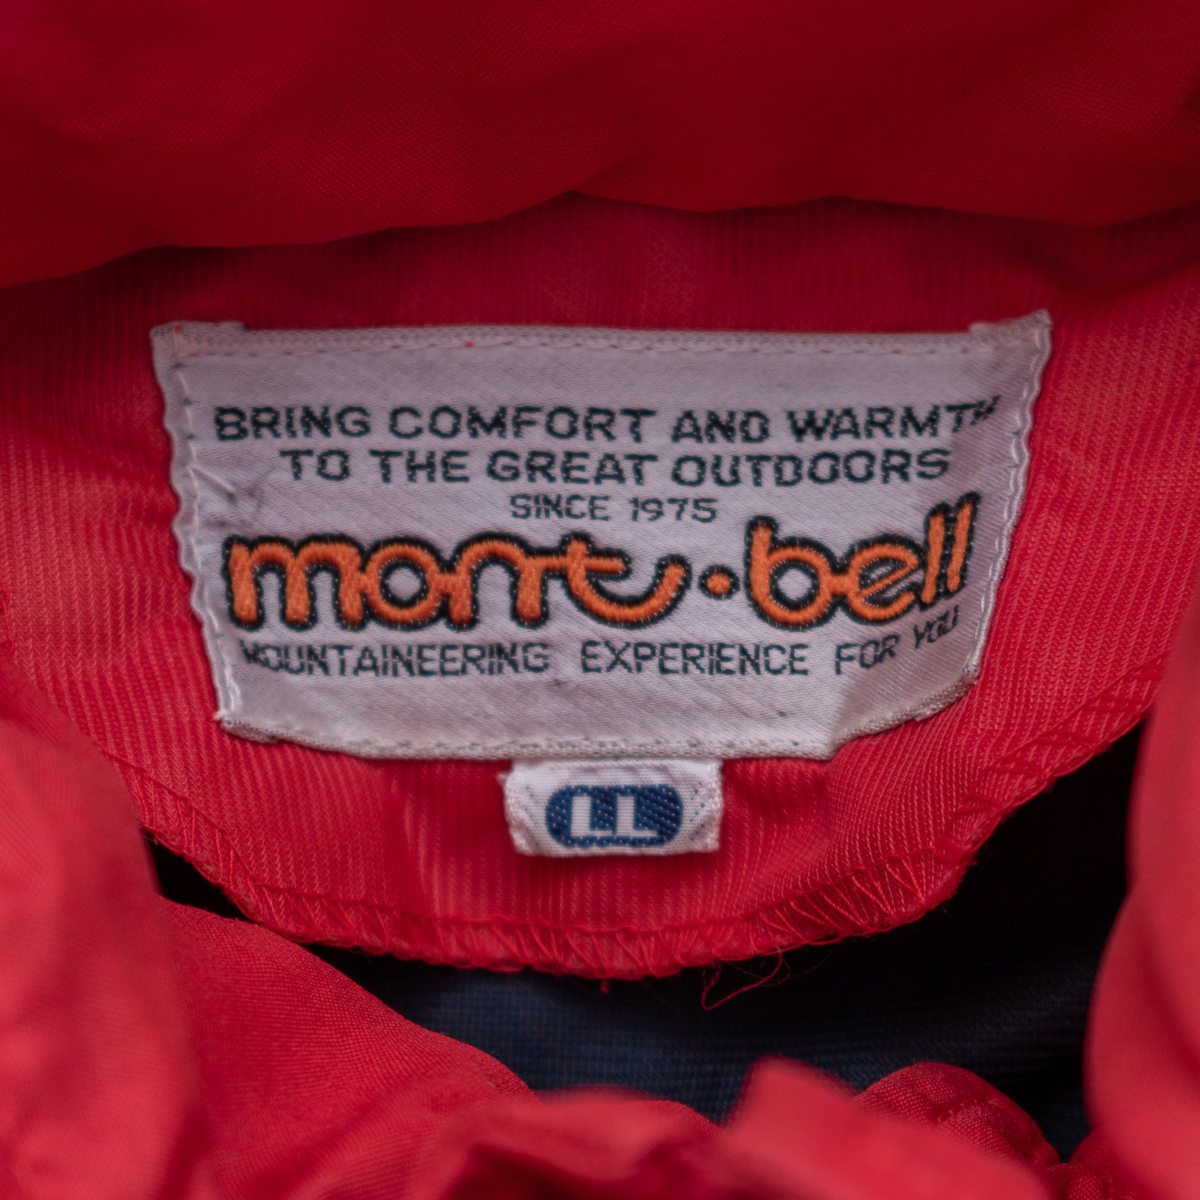 BRING COMFORT AND WARMTH
TO THE GREAT OUTDOORS
SINCE 1975
mont·bell
MOUNTAINEERING EXPERIENCE FOR YOU
LL